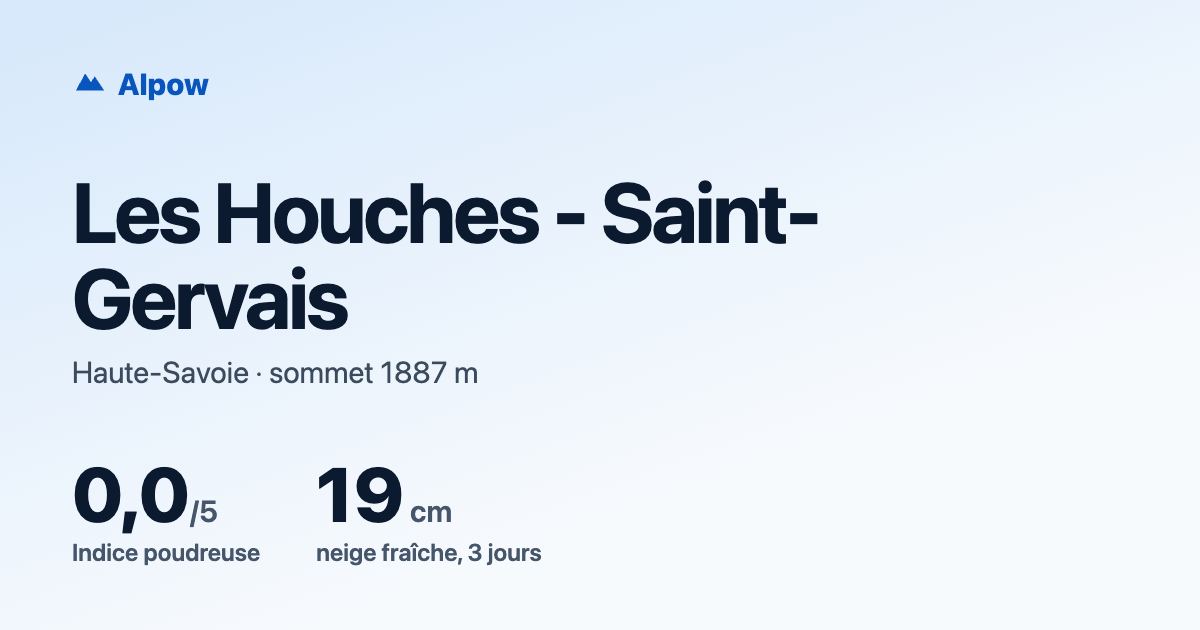 Alpow
Les Houches - Saint-
Gervais
Haute-Savoie · sommet 1887 m
0,0/5
Indice poudreuse
19 cm
neige fraîche, 3 jours